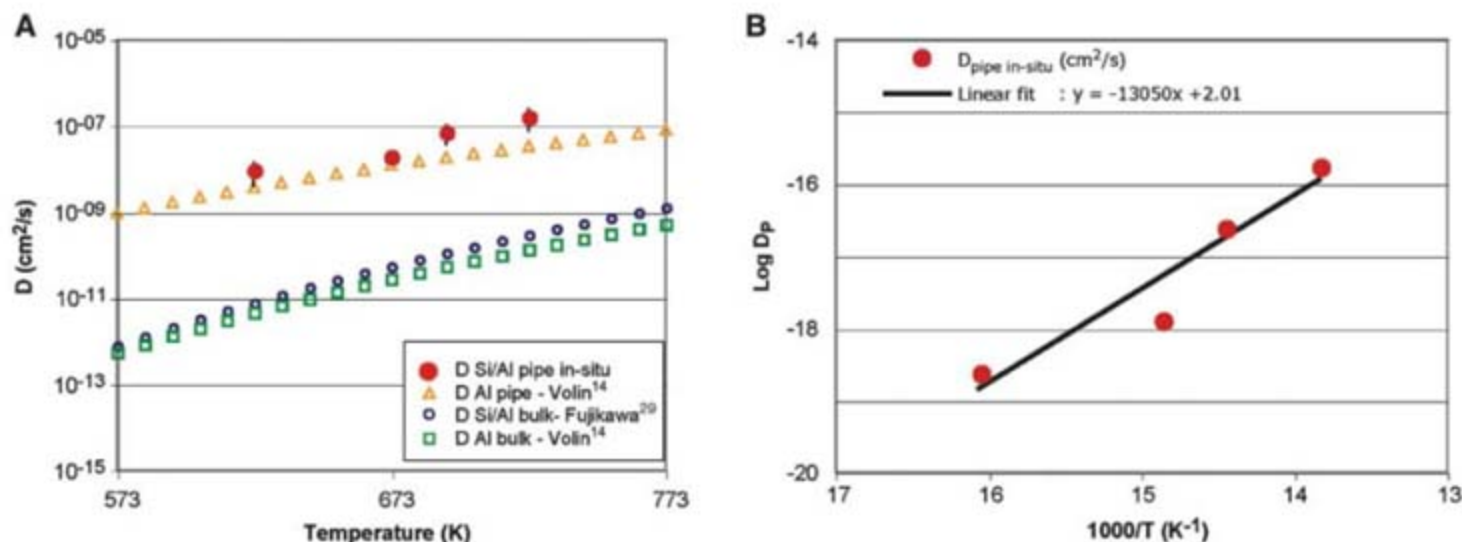 A
D (cm²/s)
10⁻⁰⁵
10⁻⁰⁷
10⁻⁰⁹
10⁻¹¹
10⁻¹³
10⁻¹⁵
573
673
773
Temperature (K)
D Si/Al pipe in-situ
D Al pipe - Volin¹⁴
D Si/Al bulk- Fujikawa²⁹
D Al bulk - Volin¹⁴
B
Log Dₚ
-14
-16
-18
-20
17
16
15
14
13
1000/T (K⁻¹)
D pipe in-situ (cm²/s)
Linear fit : y = -13050x +2.01